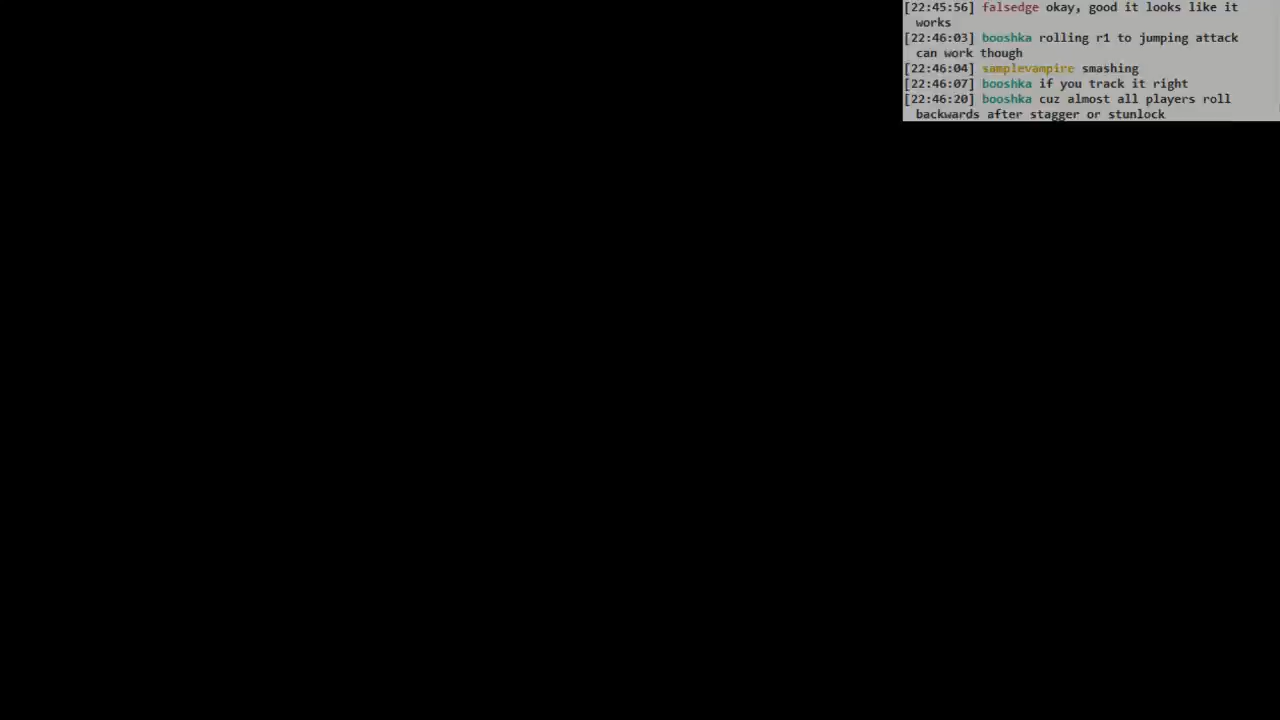 [22:45:56] falsedge okay, good it looks like it
works
[22:46:03] booshka rolling r1 to jumping attack
can work though
[22:46:04] samplevampire smashing
[22:46:07] booshka if you track it right
[22:46:20] booshka cuz almost all players roll
backwards after stagger or stunlock